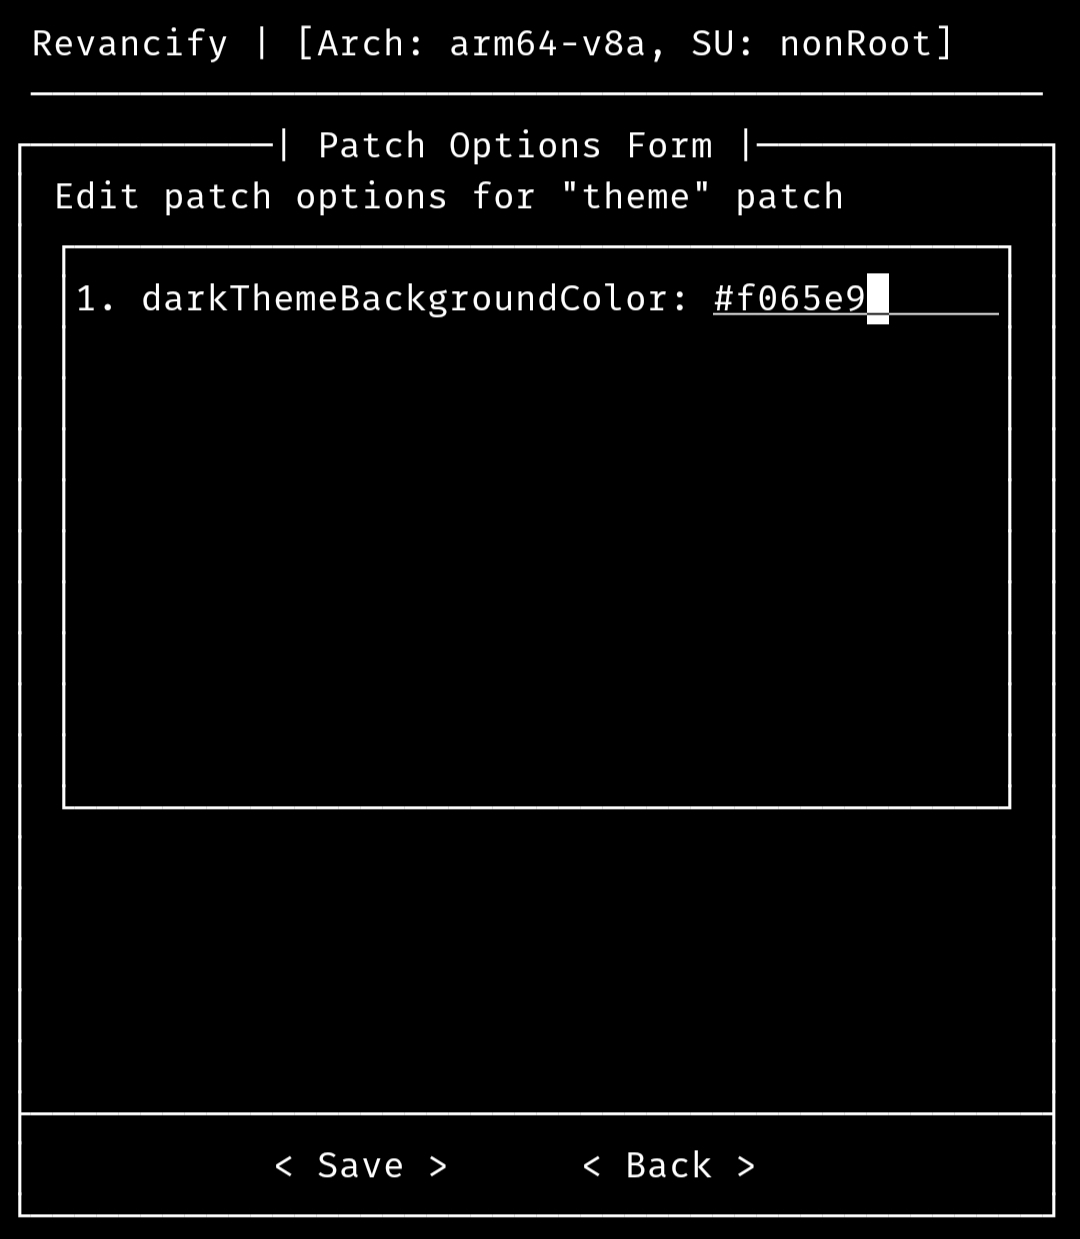 Revancify | [Arch: arm64-v8a, SU: nonRoot]
| Patch Options Form |
Edit patch options for "theme" patch
1. darkThemeBackgroundColor: #f065e9
< Save > < Back >